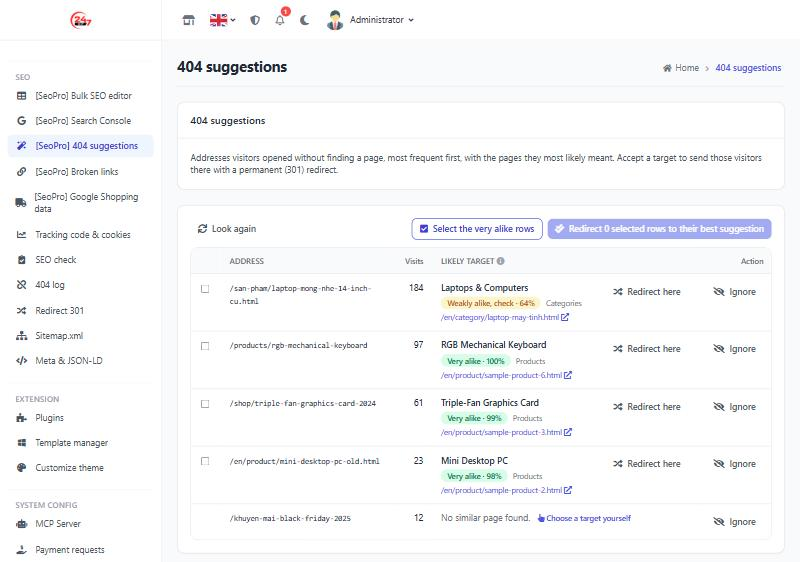 24
7
1
Administrator
404 suggestions
Home > 404 suggestions
SEO
[SeoPro] Bulk SEO editor
[SeoPro] Search Console
[SeoPro] 404 suggestions
[SeoPro] Broken links
[SeoPro] Google Shopping
data
Tracking code & cookies
SEO check
404 log
Redirect 301
Sitemap.xml
Meta & JSON-LD
EXTENSION
Plugins
Template manager
Customize theme
SYSTEM CONFIG
MCP Server
Payment requests
404 suggestions
Addresses visitors opened without finding a page, most frequent first, with the pages they most likely meant. Accept a target to send those visitors
there with a permanent (301) redirect.
Look again
Select the very alike rows
Redirect 0 selected rows to their best suggestion
ADDRESS Visits LIKELY TARGET Action
/san-pham/laptop-mong-nhe-14-inch-
cu.html
184
Laptops & Computers
Weakly alike, check · 64% Categories
/en/category/laptop-may-tinh.html
Redirect here
Ignore
/products/rgb-mechanical-keyboard
97
RGB Mechanical Keyboard
Very alike · 100% Products
/en/product/sample-product-6.html
Redirect here
Ignore
/shop/triple-fan-graphics-card-2024
61
Triple-Fan Graphics Card
Very alike · 99% Products
/en/product/sample-product-3.html
Redirect here
Ignore
/en/product/mini-desktop-pc-old.html
23
Mini Desktop PC
Very alike · 98% Products
/en/product/sample-product-2.html
Redirect here
Ignore
/khuyen-mai-black-friday-2025
12
No similar page found. Choose a target yourself
Ignore